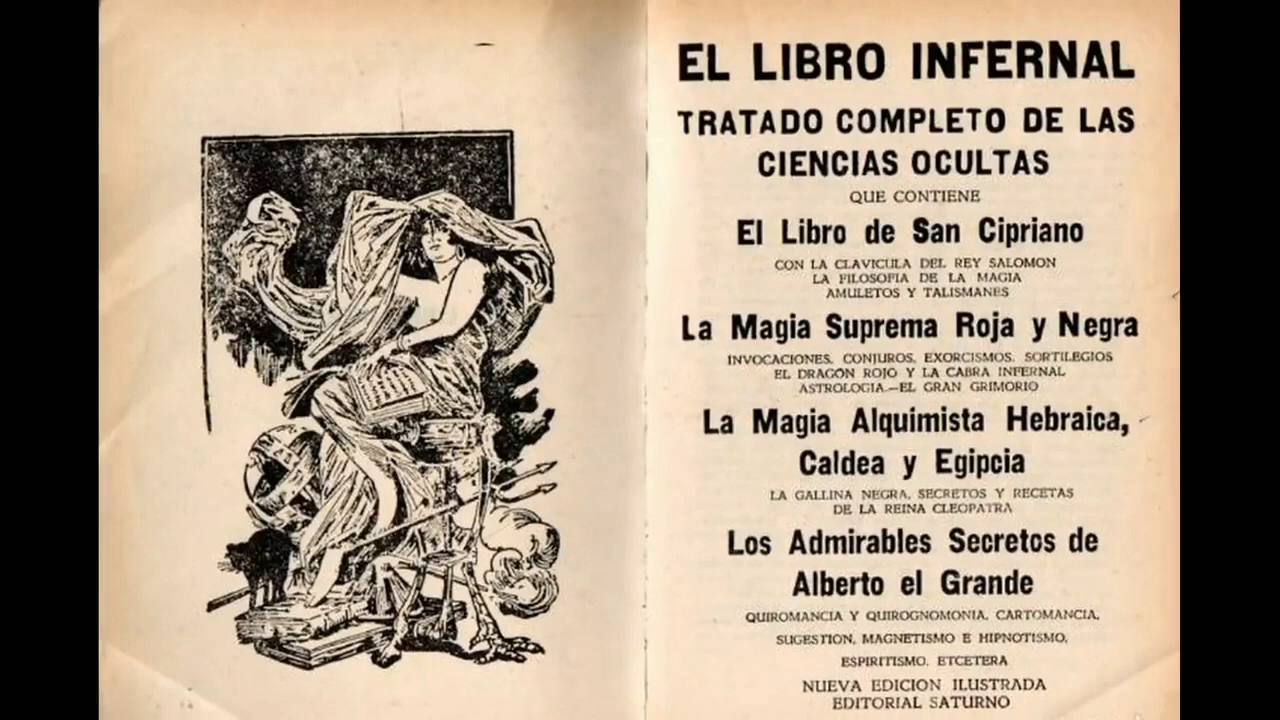 EL LIBRO INFERNAL
TRATADO COMPLETO DE LAS
CIENCIAS OCULTAS
QUE CONTIENE
El Libro de San Cipriano
CON LA CLAVICULA DEL REY SALOMON
LA FILOSOFIA DE LA MAGIA
AMULETOS Y TALISMANES
La Magia Suprema Roja y Negra
INVOCACIONES, CONJUROS, EXORCISMOS, SORTILEGIOS
EL DRAGON ROJO Y LA CABRA INFERNAL
ASTROLOGIA.—EL GRAN GRIMORIO
La Magia Alquimista Hebraica,
Caldea y Egipcia
LA GALLINA NEGRA, SECRETOS Y RECETAS
DE LA REINA CLEOPATRA
Los Admirables Secretos de
Alberto el Grande
QUIROMANCIA Y QUIROGNOMONIA, CARTOMANCIA,
SUGESTION, MAGNETISMO E HIPNOTISMO,
ESPIRITISMO, ETCETERA
NUEVA EDICION ILUSTRADA
EDITORIAL SATURNO